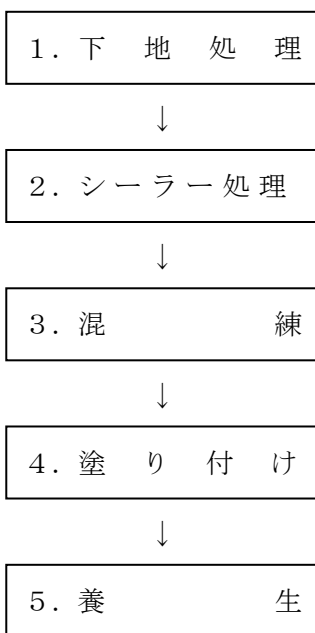 1. 下地処理
↓
2. シーラー処理
↓
3. 混練
↓
4. 塗り付け
↓
5. 養生